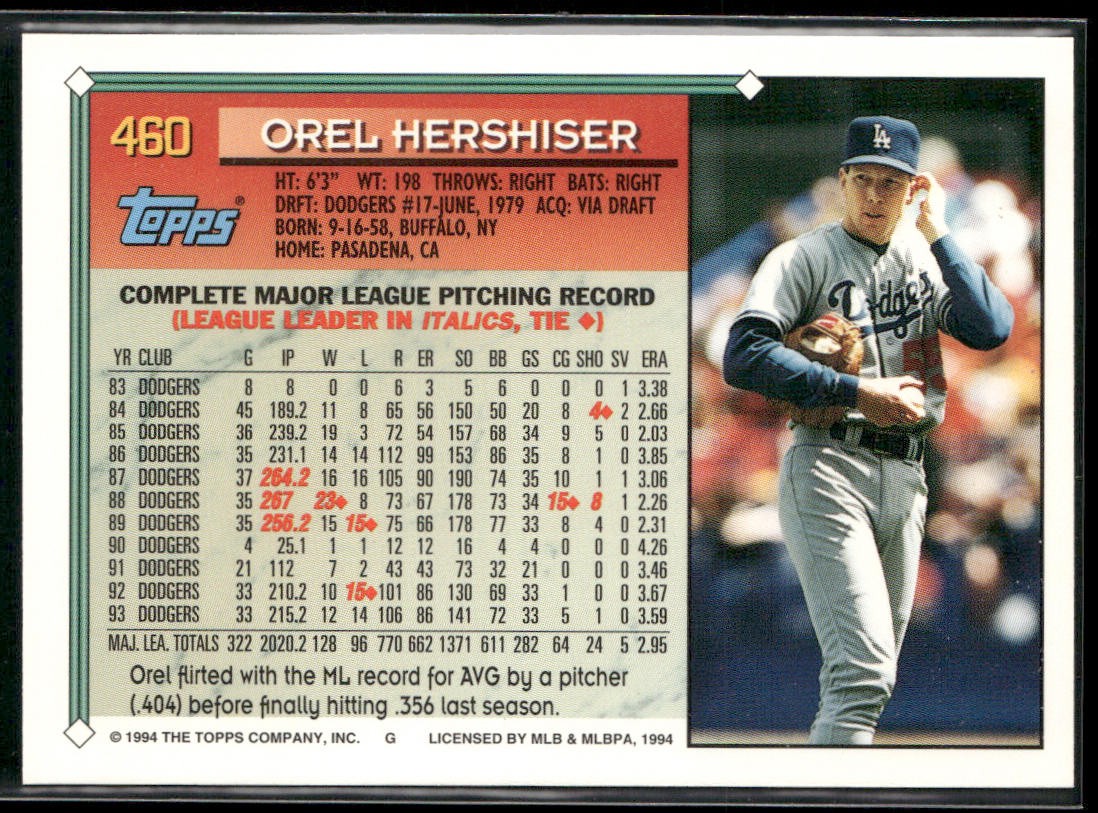 460
OREL HERSHISER
HT: 6'3" WT: 198 THROWS: RIGHT BATS: RIGHT
DRFT: DODGERS #17-JUNE, 1979 ACQ: VIA DRAFT
BORN: 9-16-58, BUFFALO, NY
HOME: PASADENA, CA
TOPPS®
COMPLETE MAJOR LEAGUE PITCHING RECORD
(LEAGUE LEADER IN ITALICS, TIE ♦)
YR CLUB G IP W L R ER SO BB GS CG SHO SV ERA
83 DODGERS 8 8 0 0 6 3 5 6 0 0 0 1 3.38
84 DODGERS 45 189.2 11 8 65 56 150 50 20 8 4♦ 2 2.66
85 DODGERS 36 239.2 19 3 72 54 157 68 34 9 5 0 2.03
86 DODGERS 35 231.1 14 14 112 99 153 86 35 8 1 0 3.85
87 DODGERS 37 264.2 16 16 105 90 190 74 35 10 1 1 3.06
88 DODGERS 35 267 23♦ 8 73 67 178 73 34 15♦ 8 1 2.26
89 DODGERS 35 256.2 15 15♦ 75 66 178 77 33 8 4 0 2.31
90 DODGERS 4 25.1 1 1 12 12 16 4 4 0 0 0 4.26
91 DODGERS 21 112 7 2 43 43 73 32 21 0 0 0 3.46
92 DODGERS 33 210.2 10 15♦ 101 86 130 69 33 1 0 0 3.67
93 DODGERS 33 215.2 12 14 106 86 141 72 33 5 1 0 3.59
MAJ. LEA. TOTALS 322 2020.2 128 96 770 662 1371 611 282 64 24 5 2.95
Orel flirted with the ML record for AVG by a pitcher
(.404) before finally hitting .356 last season.
© 1994 THE TOPPS COMPANY, INC. G LICENSED BY MLB & MLBPA, 1994
LA
Dodgers
55